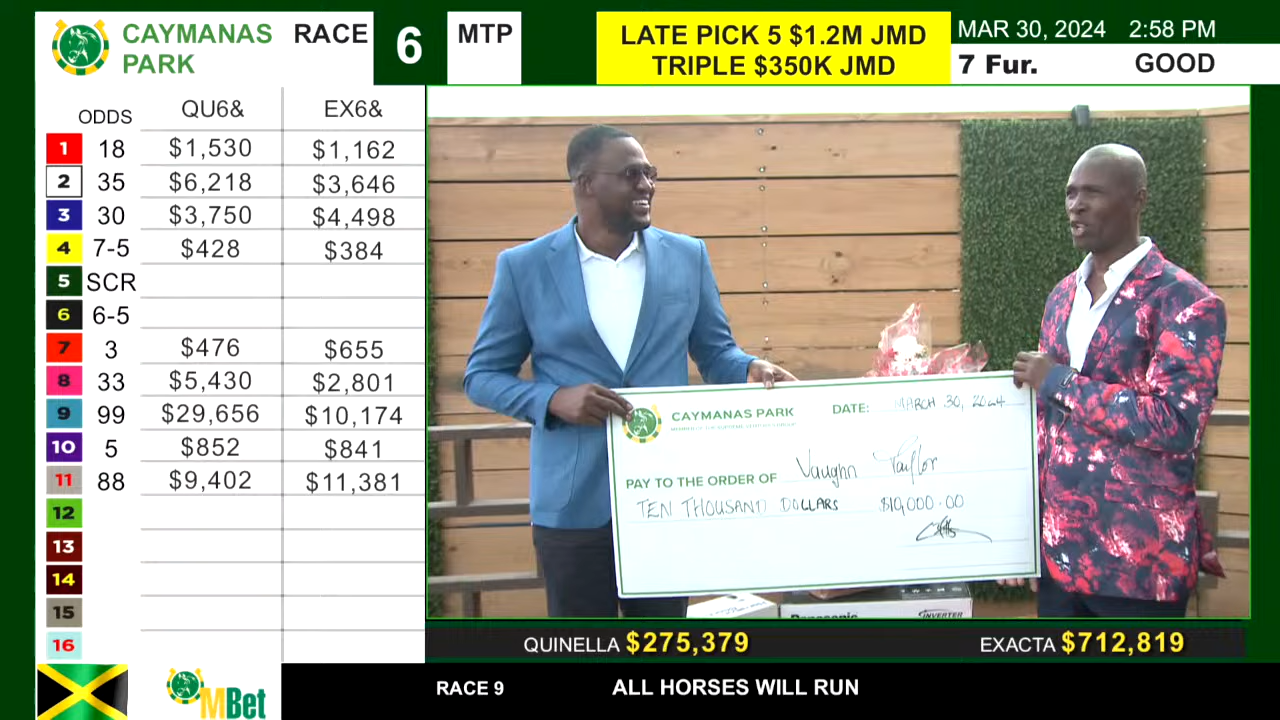 CAYMANAS PARK
RACE 6 MTP
LATE PICK 5 $1.2M JMD
TRIPLE $350K JMD
MAR 30, 2024 2:58 PM
7 Fur. GOOD
ODDS QU6& EX6&
1 18 $1,530 $1,162
2 35 $6,218 $3,646
3 30 $3,750 $4,498
4 7-5 $428 $384
5 SCR
6 6-5
7 3 $476 $655
8 33 $5,430 $2,801
9 99 $29,656 $10,174
10 5 $852 $841
11 88 $9,402 $11,381
12
13
14
15
16
CAYMANAS PARK DATE: MARCH 30, 2024
PAY TO THE ORDER OF Vaughn Taylor
TEN THOUSAND DOLLARS $10,000.00
Panasonic INVERTER
QUINELLA $275,379 EXACTA $712,819
MBet
RACE 9 ALL HORSES WILL RUN